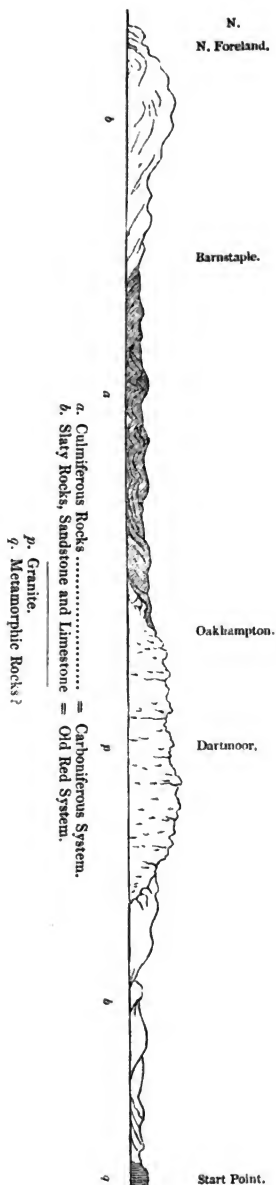 N.
N. Foreland.
b
Barnstaple.
a
Oakhampton.
p
Dartmoor,
b
Start Point.
q
a. Culmiferous Rocks ........................ = Carboniferous System.
b. Slaty Rocks, Sandstone and Limestone = Old Red System.
p. Granite.
q. Metamorphic Rocks?